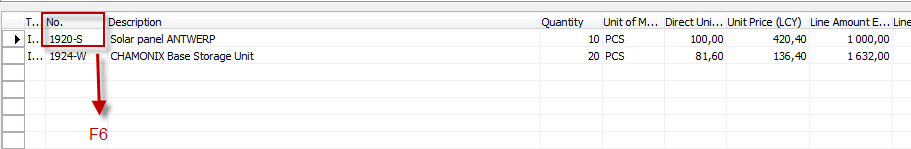 T... No. Description Quantity Unit of M... Direct Uni... Unit Price (LCY) Line Amount E... Line
I... 1920-S Solar panel ANTWERP 10 PCS 100,00 420,40 1 000,00
I... 1924-W CHAMONIX Base Storage Unit 20 PCS 81,60 136,40 1 632,00
F6